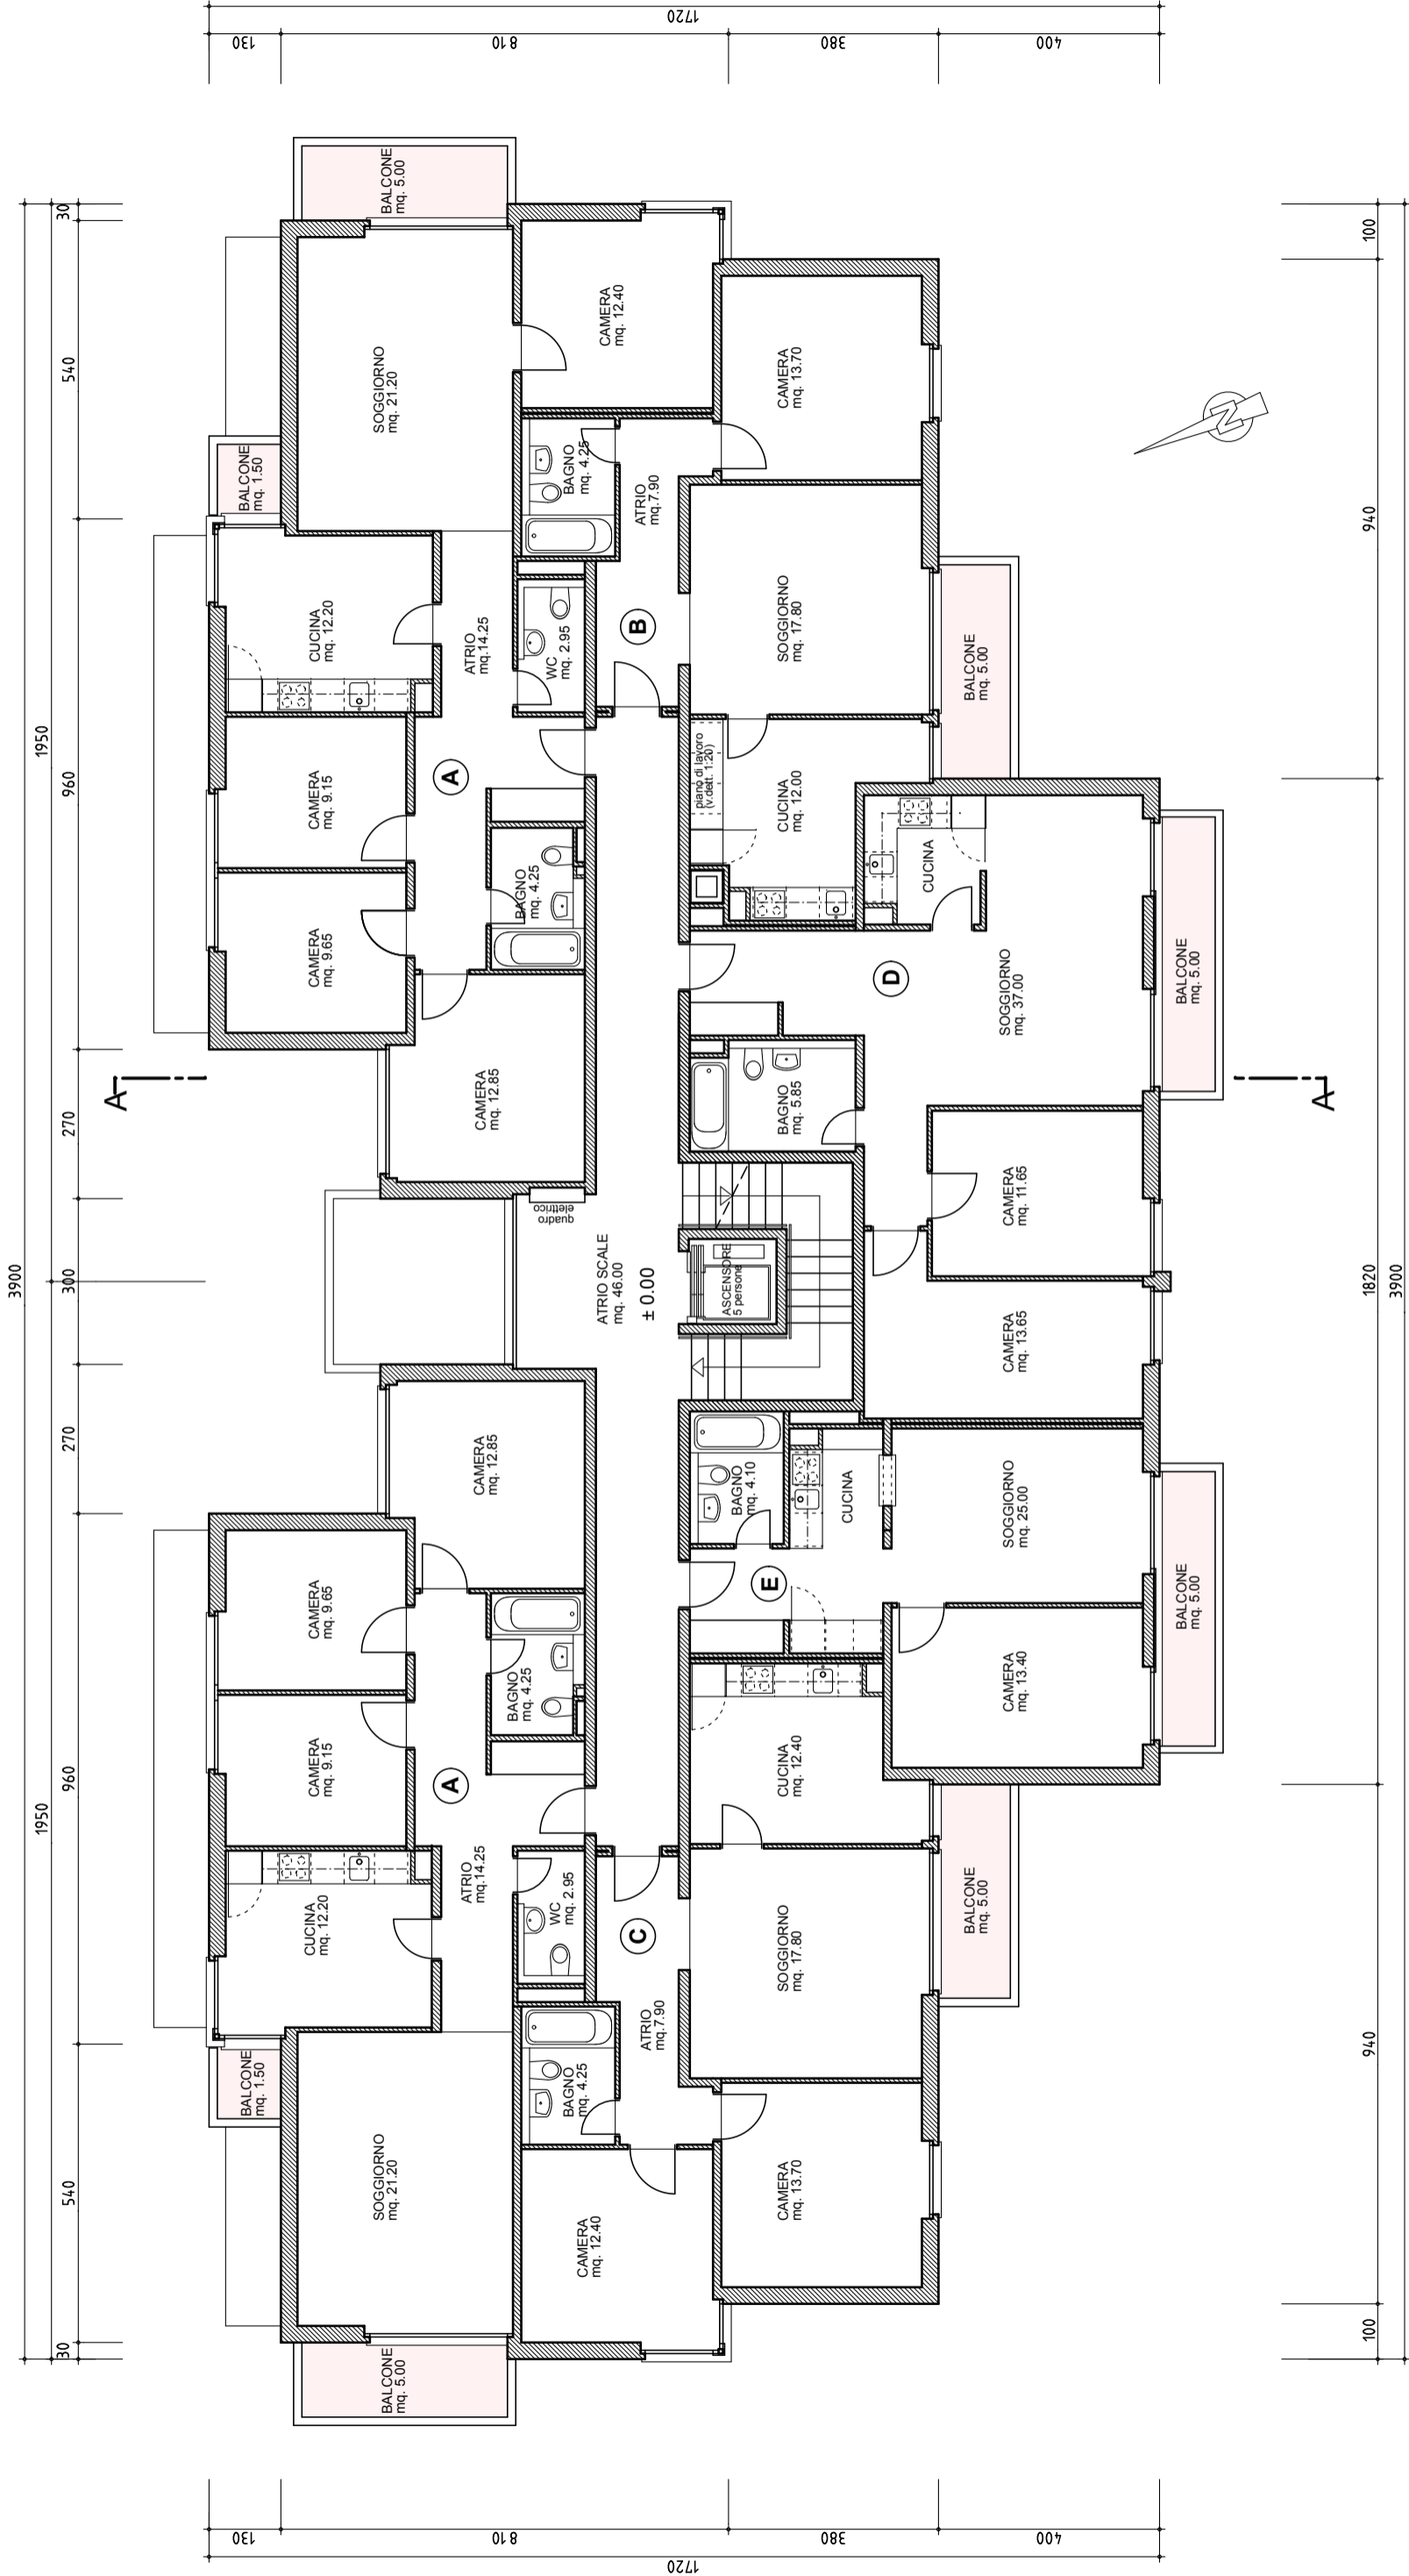 1720
130
810
380
400
BALCONE
mq. 5.00
30
540
960
1950
270
300
3900
270
960
1950
540
30
100
940
1820
3900
940
100
BALCONE
mq. 1.50
SOGGIORNO
mq. 21.20
CAMERA
mq. 12.40
CAMERA
mq. 13.70
BAGNO
mq. 4.25
ATRIO
mq.7.90
CUCINA
mq. 12.20
ATRIO
mq.14.25
WC
mq. 2.95
B
SOGGIORNO
mq. 17.80
BALCONE
mq. 5.00
N
CAMERA
mq. 9.15
A
piano di lavoro
(v.dett. 1:20)
CUCINA
mq. 12.00
CUCINA
CAMERA
mq. 9.65
BAGNO
mq. 4.25
D
SOGGIORNO
mq. 37.00
BALCONE
mq. 5.00
A
A
CAMERA
mq. 12.85
BAGNO
mq. 5.85
CAMERA
mq. 11.65
quadro
elettrico
ATRIO SCALE
mq. 46.00
± 0.00
ASCENSORE
5 persone
CAMERA
mq. 13.65
CAMERA
mq. 12.85
BAGNO
mq. 4.10
CUCINA
SOGGIORNO
mq. 25.00
BALCONE
mq. 5.00
E
CAMERA
mq. 9.65
CAMERA
mq. 9.15
BAGNO
mq. 4.25
A
CAMERA
mq. 13.40
CUCINA
mq. 12.40
CUCINA
mq. 12.20
ATRIO
mq.14.25
WC
mq. 2.95
C
SOGGIORNO
mq. 17.80
BALCONE
mq. 5.00
BALCONE
mq. 1.50
ATRIO
mq.7.90
BAGNO
mq. 4.25
SOGGIORNO
mq. 21.20
CAMERA
mq. 12.40
CAMERA
mq. 13.70
BALCONE
mq. 5.00
130
810
380
400
1720